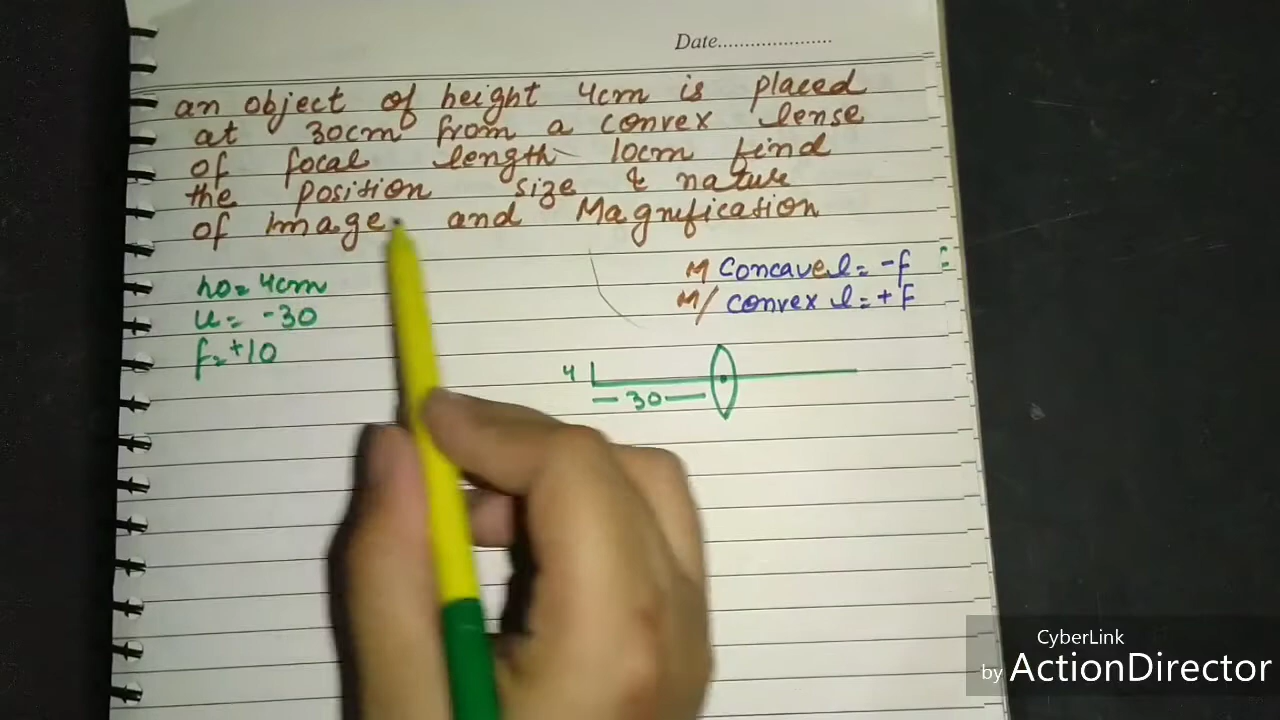 Date.....................
an object of height 4cm is placed
at 30cm from a convex lense
of focal length 10cm find
the position size & nature
of image and Magnification
M concave l = -f
M/ convex l = +f
ho = 4cm
u = -30
f = +10
4
30
CyberLink
by ActionDirector